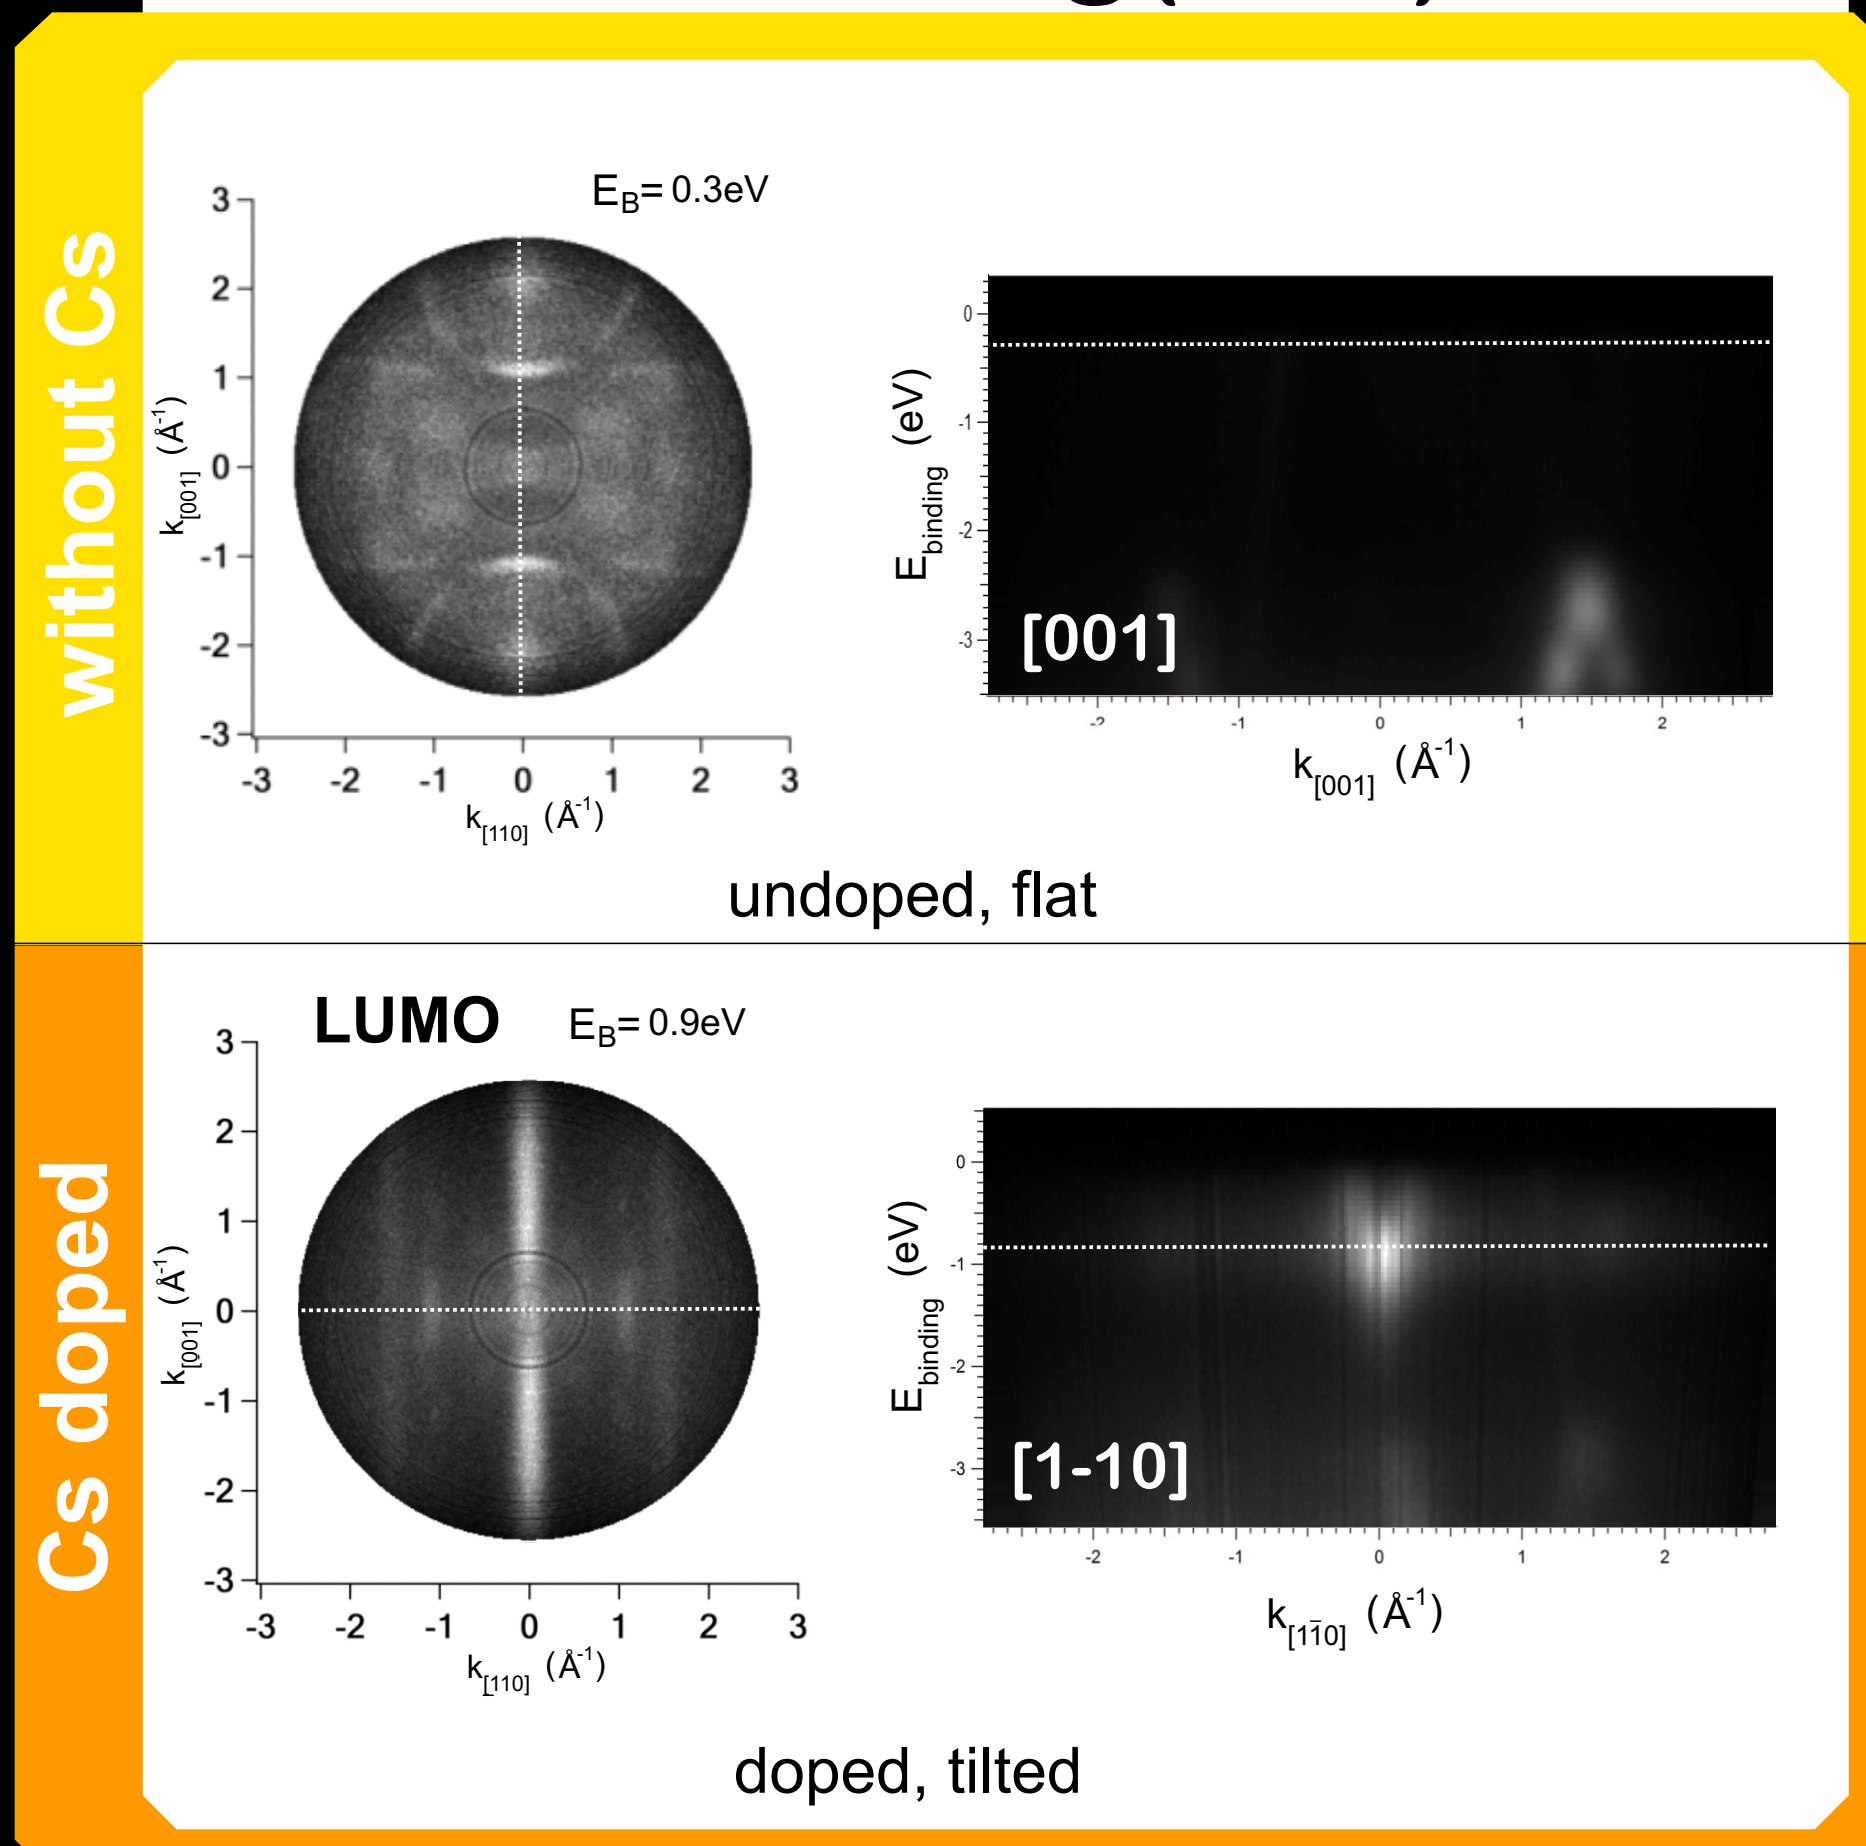 without Cs
E_B= 0.3eV
3
2
1
0
-1
-2
-3
k_[001] (Å^-1)
-3 -2 -1 0 1 2 3
k_[110] (Å^-1)
0
-1
-2
-3
E_binding (eV)
[001]
-2 -1 0 1 2
k_[001] (Å^-1)
undoped, flat
Cs doped
LUMO E_B= 0.9eV
3
2
1
0
-1
-2
-3
k_[001] (Å^-1)
-3 -2 -1 0 1 2 3
k_[110] (Å^-1)
0
-1
-2
-3
E_binding (eV)
[1-10]
-2 -1 0 1 2
k_[11̄0] (Å^-1)
doped, tilted